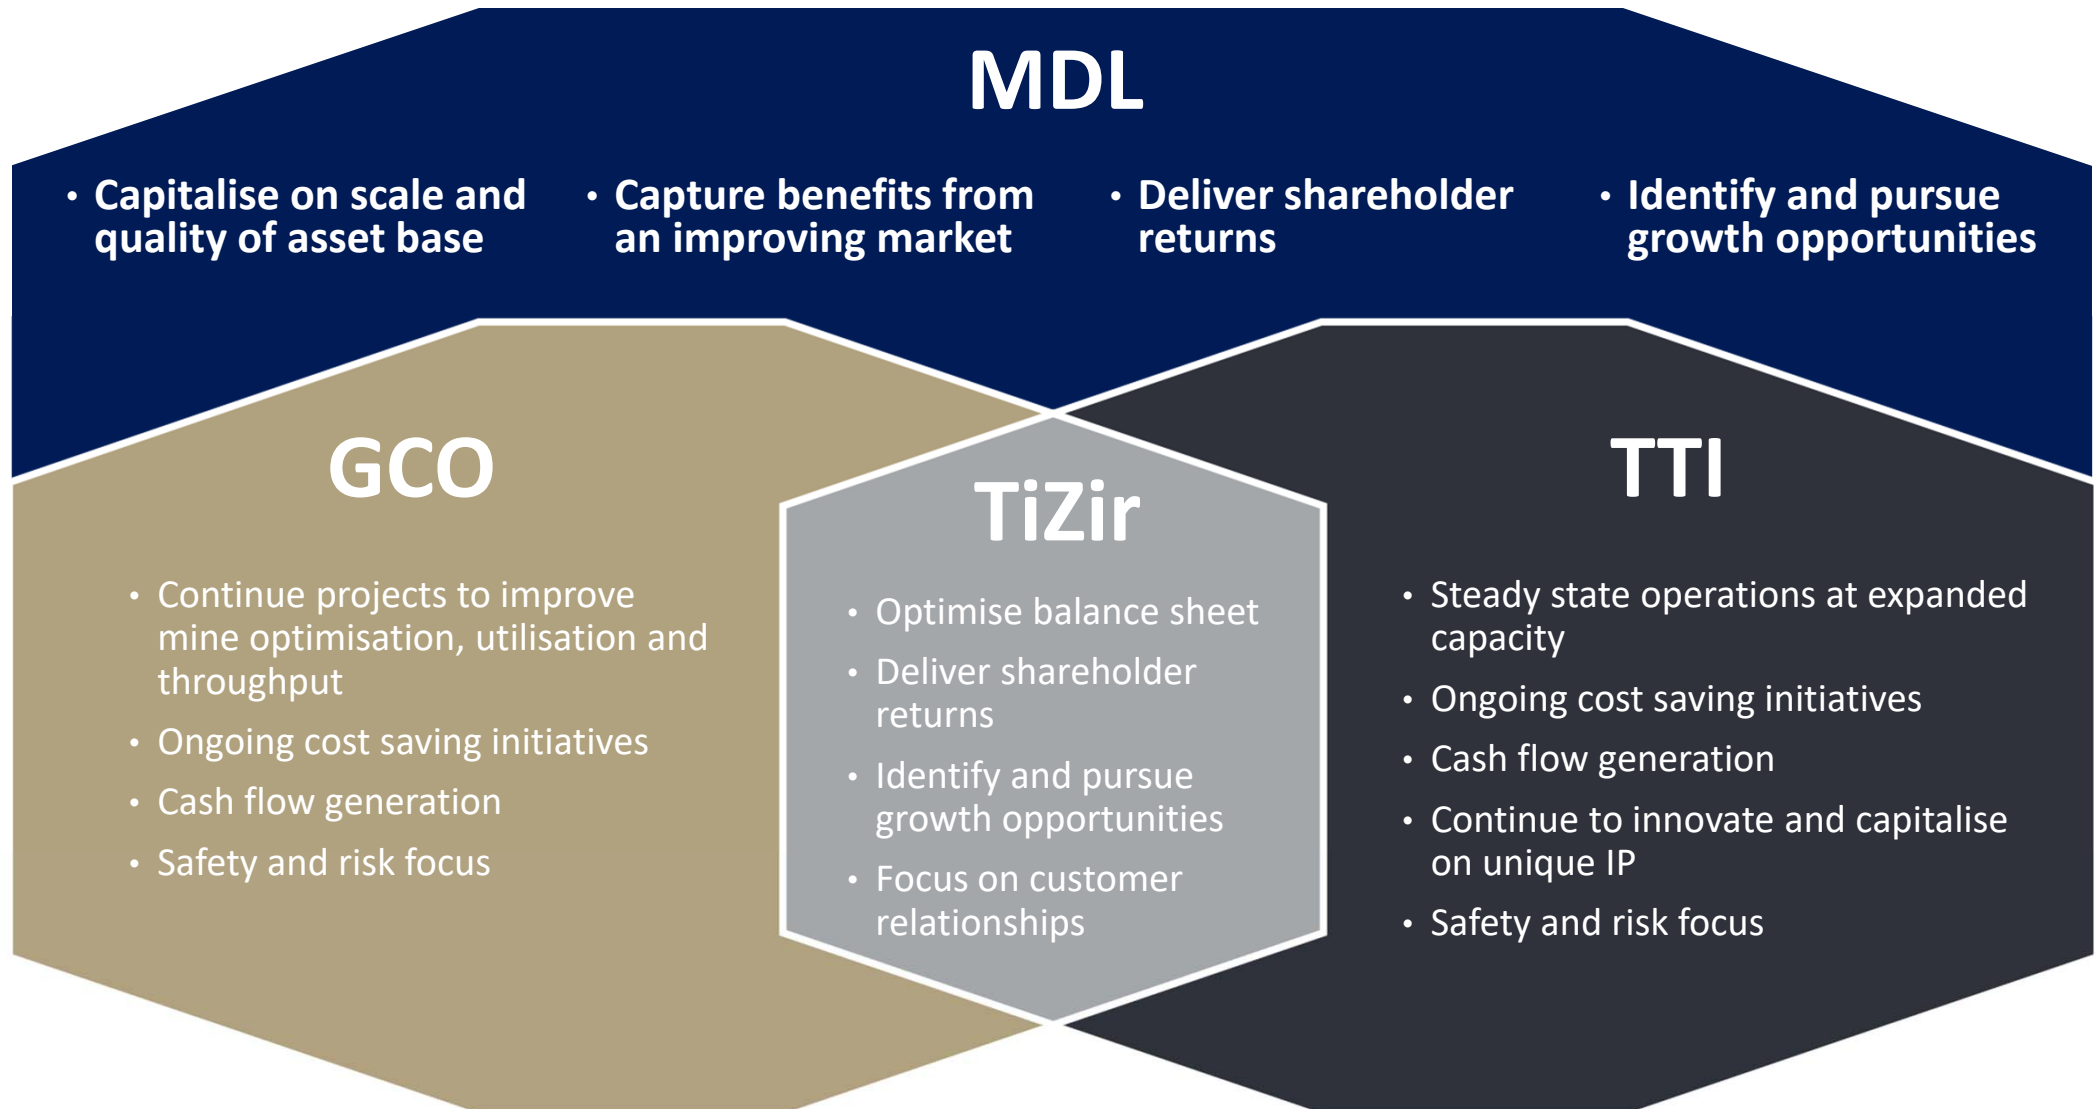 MDL
• Capitalise on scale and
quality of asset base
• Capture benefits from
an improving market
• Deliver shareholder
returns
• Identify and pursue
growth opportunities
GCO
• Continue projects to improve
mine optimisation, utilisation and
throughput
• Ongoing cost saving initiatives
• Cash flow generation
• Safety and risk focus
TiZir
• Optimise balance sheet
• Deliver shareholder
returns
• Identify and pursue
growth opportunities
• Focus on customer
relationships
TTI
• Steady state operations at expanded
capacity
• Ongoing cost saving initiatives
• Cash flow generation
• Continue to innovate and capitalise
on unique IP
• Safety and risk focus